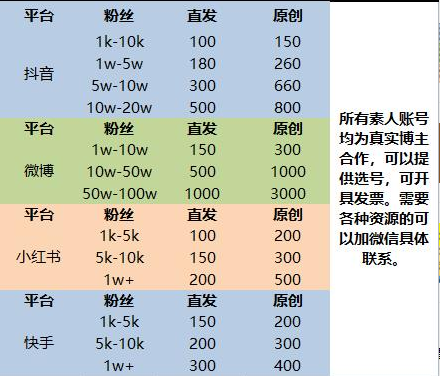 平台 粉丝 直发 原创
抖音
1k-10k 100 150
1w-5w 180 260
5w-10w 300 660
10w-20w 500 800
平台 粉丝 直发 原创
微博
1w-10w 150 300
10w-50w 500 1000
50w-100w 1000 3000
平台 粉丝 直发 原创
小红书
1k-5k 100 200
5k-10k 150 300
1w+ 200 500
平台 粉丝 直发 原创
快手
1k-5k 150 200
5k-10k 200 300
1w+ 300 400
所有素人账号
均为真实博主
合作，可以提
供选号，可开
具发票。需要
各种资源的可
以加微信具体
联系。